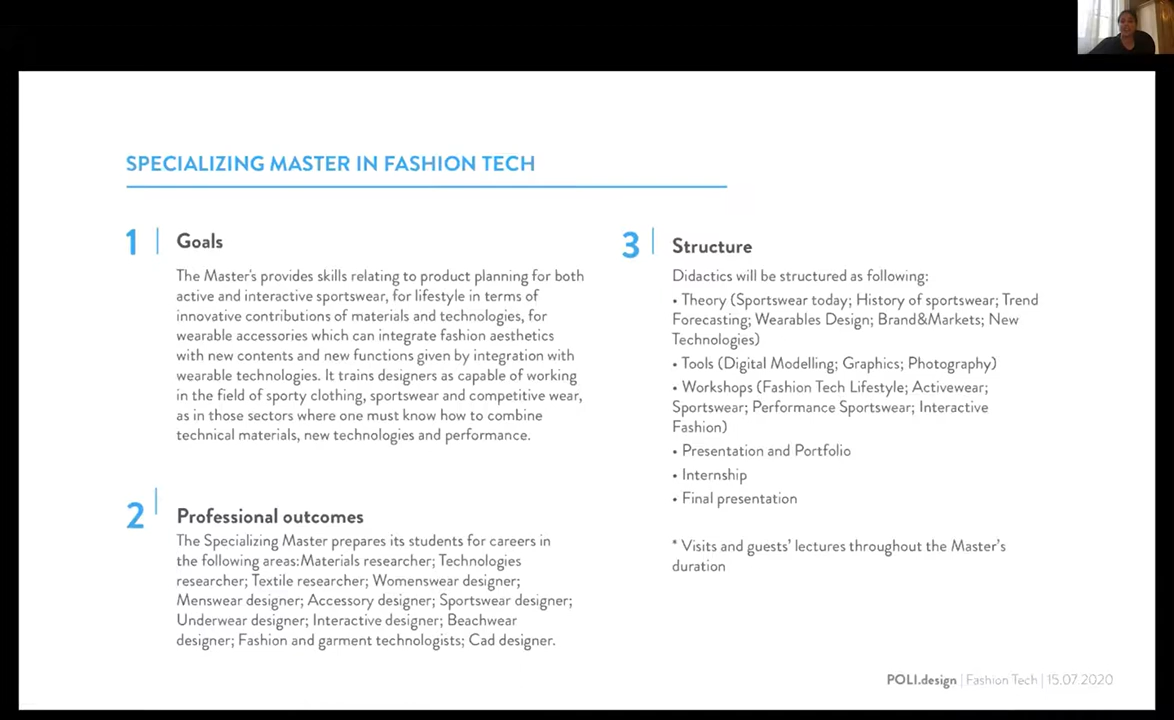 SPECIALIZING MASTER IN FASHION TECH
1
Goals
The Master's provides skills relating to product planning for both
active and interactive sportswear, for lifestyle in terms of
innovative contributions of materials and technologies, for
wearable accessories which can integrate fashion aesthetics
with new contents and new functions given by integration with
wearable technologies. It trains designers as capable of working
in the field of sporty clothing, sportswear and competitive wear,
as in those sectors where one must know how to combine
technical materials, new technologies and performance.
2
Professional outcomes
The Specializing Master prepares its students for careers in
the following areas:Materials researcher; Technologies
researcher; Textile researcher; Womenswear designer;
Menswear designer; Accessory designer; Sportswear designer;
Underwear designer; Interactive designer; Beachwear
designer; Fashion and garment technologists; Cad designer.
3
Structure
Didactics will be structured as following:
• Theory (Sportswear today; History of sportswear; Trend
Forecasting; Wearables Design; Brand&Markets; New
Technologies)
• Tools (Digital Modelling; Graphics; Photography)
• Workshops (Fashion Tech Lifestyle; Activewear;
Sportswear; Performance Sportswear; Interactive
Fashion)
• Presentation and Portfolio
• Internship
• Final presentation
* Visits and guests' lectures throughout the Master's
duration
POLI.design | Fashion Tech | 15.07.2020